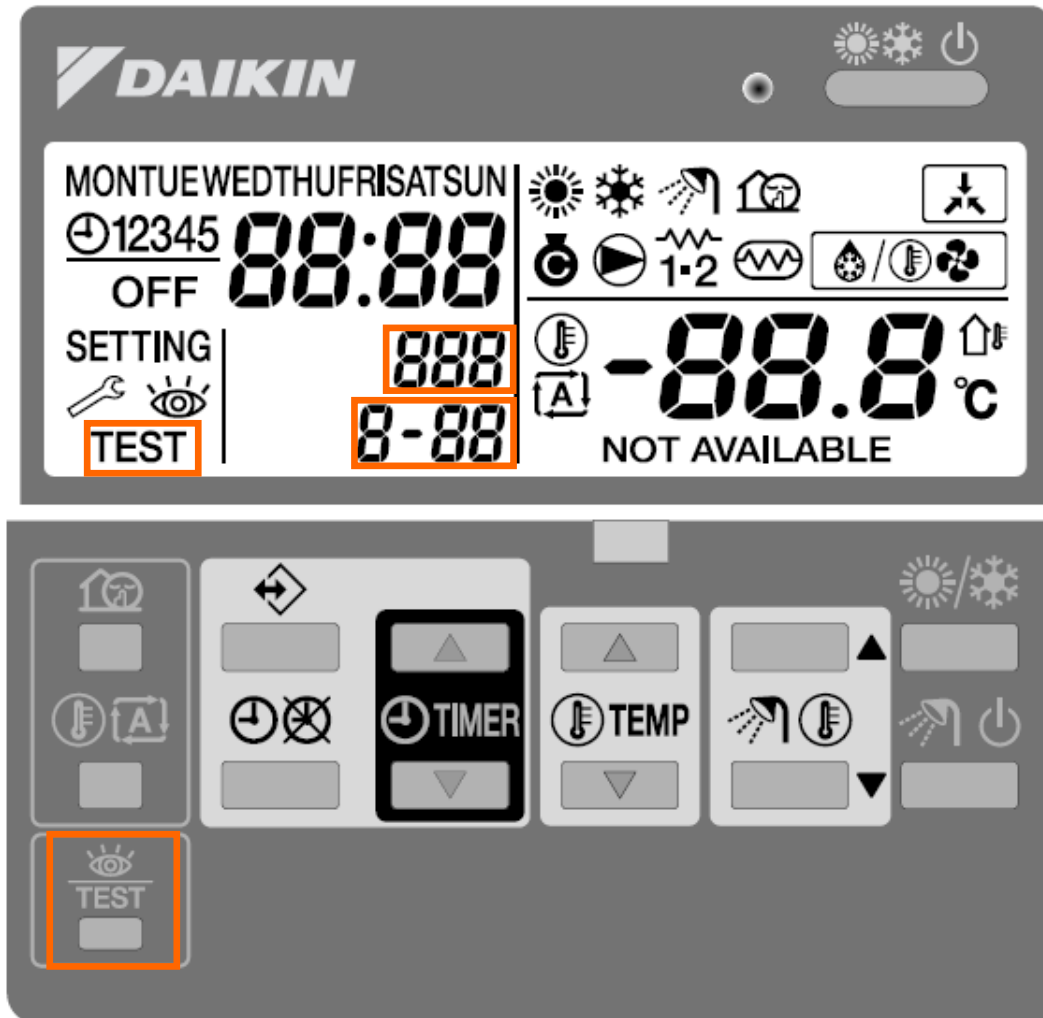 DAIKIN
MONTUEWEDTHUFRISATSUN
12345 88:88
OFF
1▪2
SETTING
888
-88.8 °C
A
TEST
8-88
NOT AVAILABLE
A
TIMER
TEMP
TEST